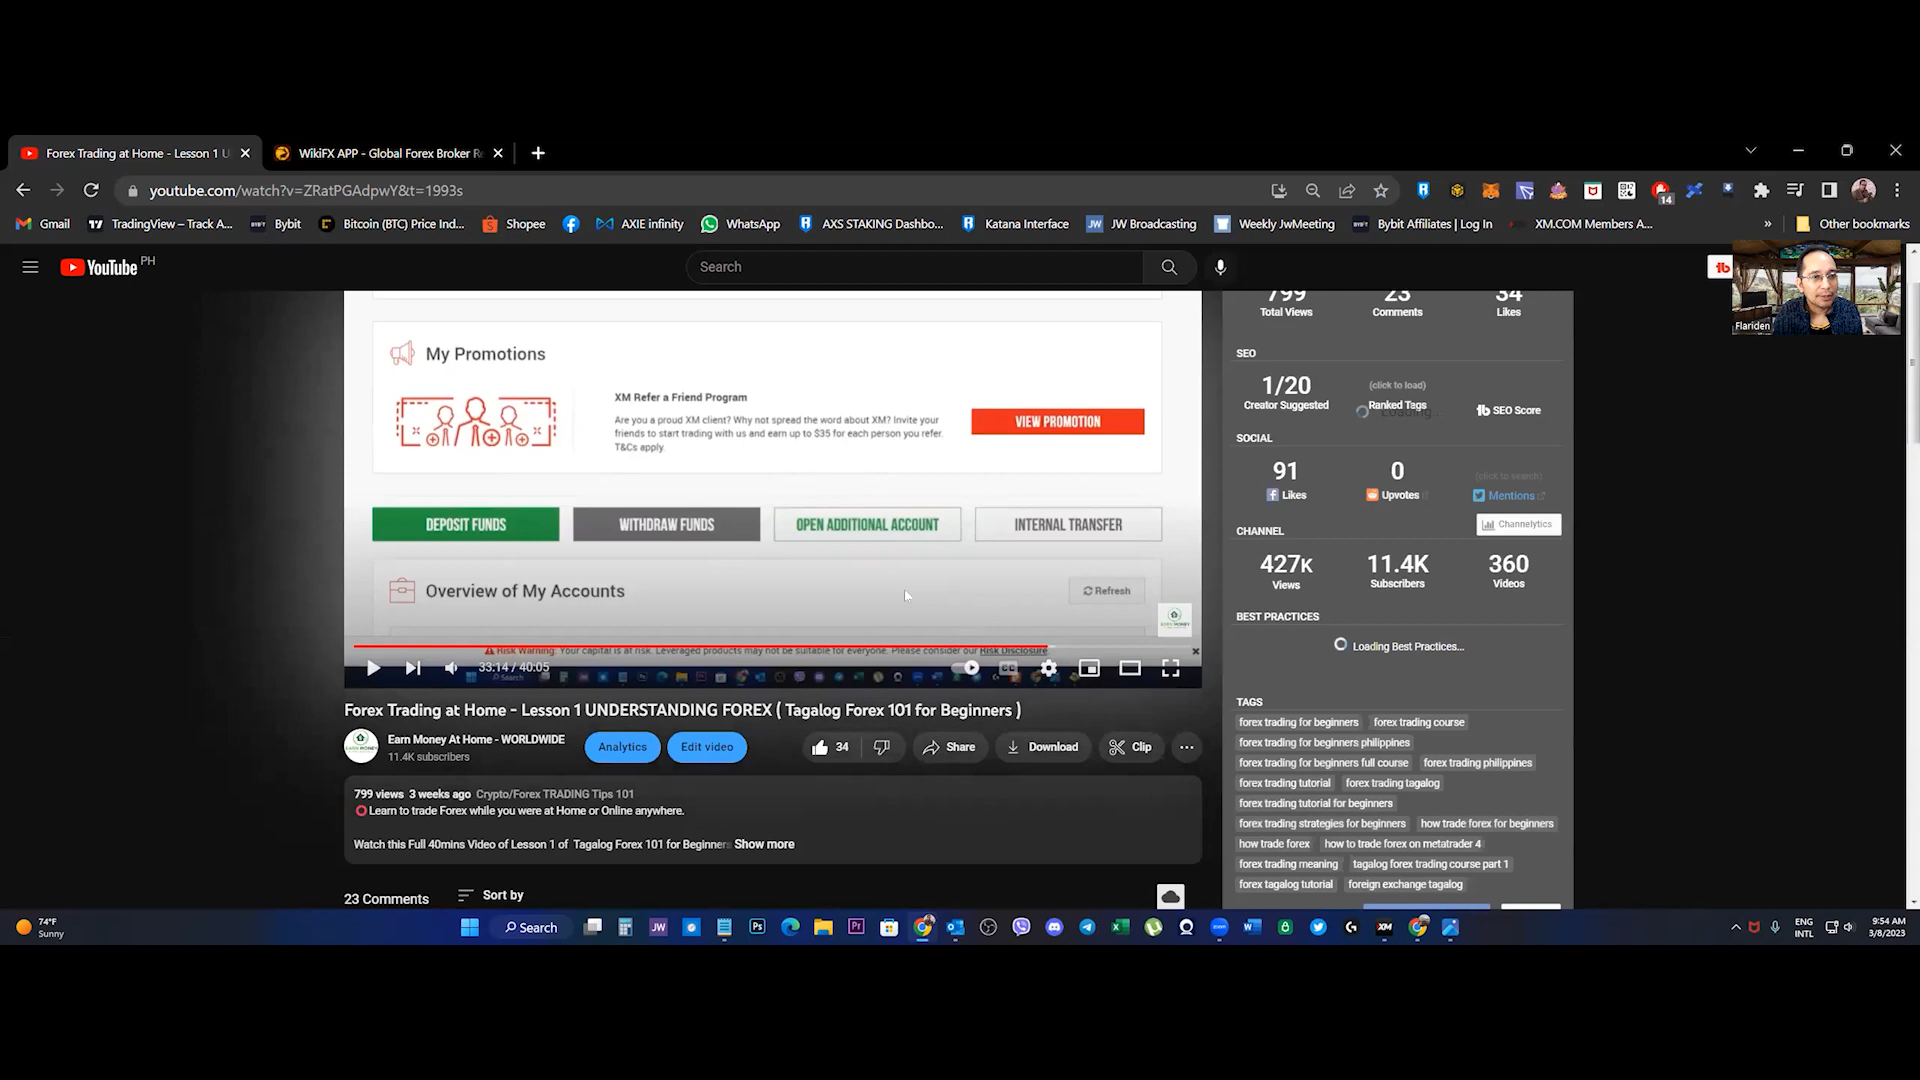 Forex Trading at Home - Lesson 1 U
WikiFX APP - Global Forex Broker R
youtube.com/watch?v=ZRatPGAdpwY&t=1993s
14
Gmail
TradingView – Track A...
Bybit
Bitcoin (BTC) Price Ind...
Shopee
AXIE infinity
WhatsApp
AXS STAKING Dashbo...
Katana Interface
JW Broadcasting
Weekly JwMeeting
Bybit Affiliates | Log In
XM.COM Members A...
»
Other bookmarks
YouTube PH
Search
Flariden
My Promotions
XM Refer a Friend Program
Are you a proud XM client? Why not spread the word about XM? Invite your
friends to start trading with us and earn up to $35 for each person you refer.
T&Cs apply.
VIEW PROMOTION
DEPOSIT FUNDS
WITHDRAW FUNDS
OPEN ADDITIONAL ACCOUNT
INTERNAL TRANSFER
Overview of My Accounts
Refresh
Risk Warning: Your capital is at risk. Leveraged products may not be suitable for everyone. Please consider our Risk Disclosure
33:14 / 40:05
Forex Trading at Home - Lesson 1 UNDERSTANDING FOREX ( Tagalog Forex 101 for Beginners )
Earn Money At Home - WORLDWIDE
11.4K subscribers
Analytics
Edit video
34
Share
Download
Clip
799 views 3 weeks ago Crypto/Forex TRADING Tips 101
Learn to trade Forex while you were at Home or Online anywhere.
Watch this Full 40mins Video of Lesson 1 of Tagalog Forex 101 for Beginners Show more
23 Comments
Sort by
799 23 34
Total Views Comments Likes
SEO
1/20
Creator Suggested
(click to load)
Ranked Tags
Loading...
SEO Score
SOCIAL
91
Likes
0
Upvotes
(click to search)
Mentions
CHANNEL
Channelytics
427K 11.4K 360
Views Subscribers Videos
BEST PRACTICES
Loading Best Practices...
TAGS
forex trading for beginners forex trading course
forex trading for beginners philippines
forex trading for beginners full course forex trading philippines
forex trading tutorial forex trading tagalog
forex trading tutorial for beginners
forex trading strategies for beginners how trade forex for beginners
how trade forex how to trade forex on metatrader 4
forex trading meaning tagalog forex trading course part 1
forex tagalog tutorial foreign exchange tagalog
74°F
Sunny
Search
ENG
INTL
9:54 AM
3/8/2023